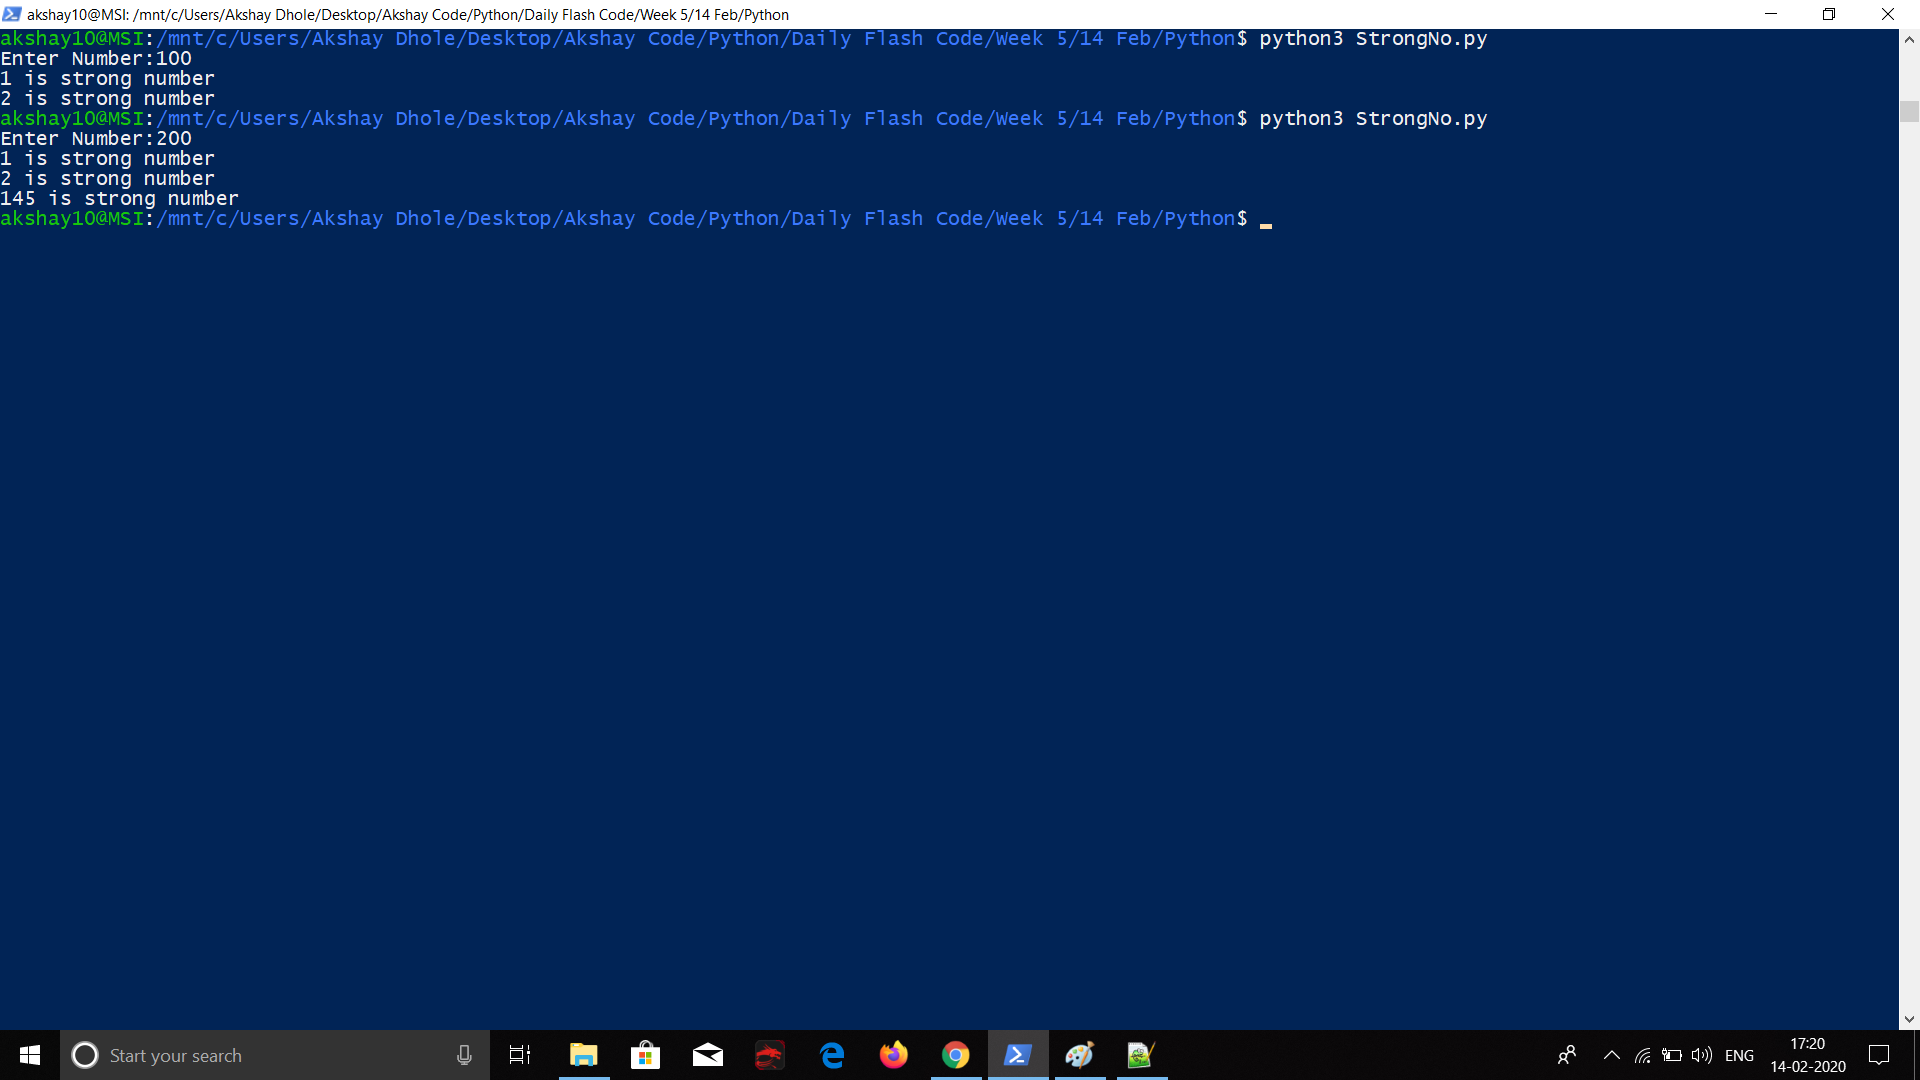 akshay10@MSI: /mnt/c/Users/Akshay Dhole/Desktop/Akshay Code/Python/Daily Flash Code/Week 5/14 Feb/Python
akshay10@MSI:/mnt/c/Users/Akshay Dhole/Desktop/Akshay Code/Python/Daily Flash Code/Week 5/14 Feb/Python$ python3 StrongNo.py
Enter Number:100
1 is strong number
2 is strong number
akshay10@MSI:/mnt/c/Users/Akshay Dhole/Desktop/Akshay Code/Python/Daily Flash Code/Week 5/14 Feb/Python$ python3 StrongNo.py
Enter Number:200
1 is strong number
2 is strong number
145 is strong number
akshay10@MSI:/mnt/c/Users/Akshay Dhole/Desktop/Akshay Code/Python/Daily Flash Code/Week 5/14 Feb/Python$
Start your search
ENG
17:20
14-02-2020